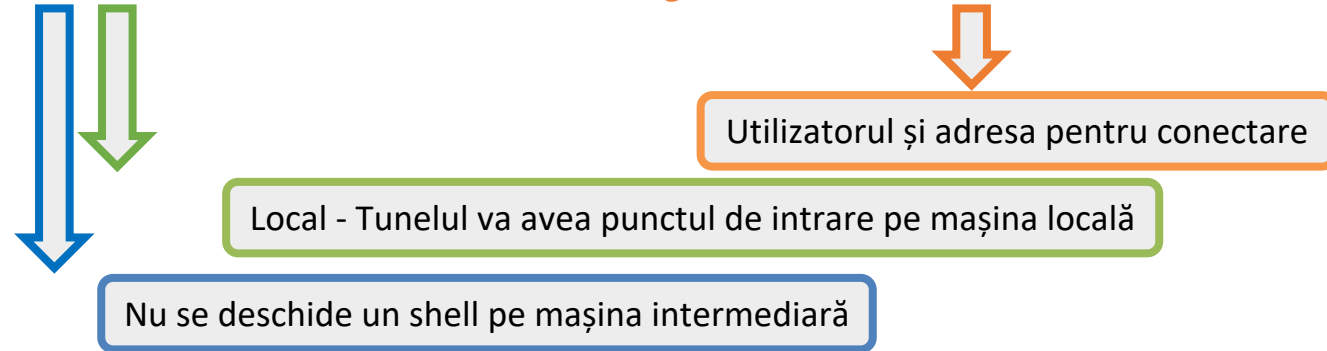 Utilizatorul și adresa pentru conectare
Local - Tunelul va avea punctul de intrare pe mașina locală
Nu se deschide un shell pe mașina intermediară